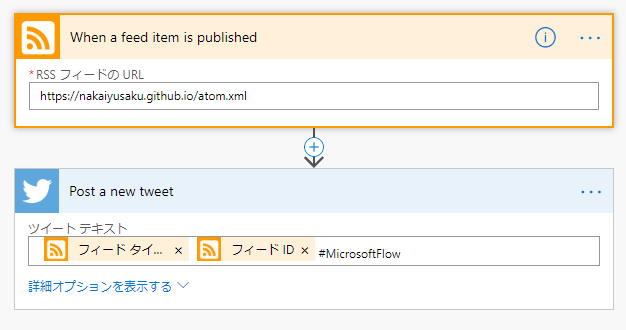 When a feed item is published
* RSS フィードの URL
https://nakaiyusaku.github.io/atom.xml
Post a new tweet
ツイート テキスト
フィード タイ... × フィード ID × #MicrosoftFlow
詳細オプションを表示する